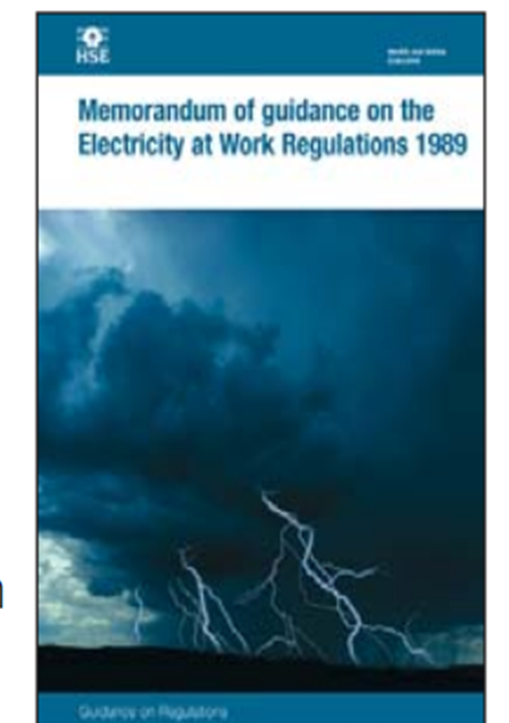 HSE
Memorandum of guidance on the
Electricity at Work Regulations 1989
Guidance on Regulations